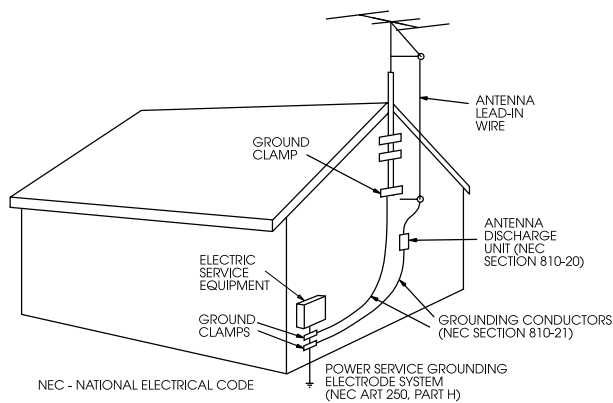 ANTENNA
LEAD-IN
WIRE
GROUND
CLAMP
ANTENNA
DISCHARGE
UNIT (NEC
SECTION 810-20)
ELECTRIC
SERVICE
EQUIPMENT
GROUND
CLAMPS
GROUNDING CONDUCTORS
(NEC SECTION 810-21)
POWER SERVICE GROUNDING
ELECTRODE SYSTEM
(NEC ART 250, PART H)
NEC - NATIONAL ELECTRICAL CODE